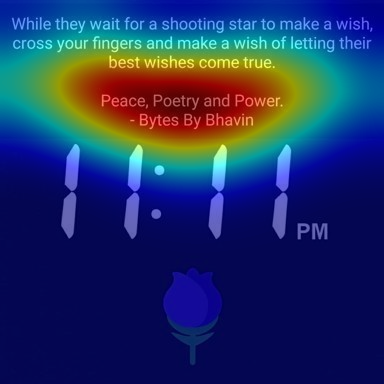 While they wait for a shooting star to make a wish,
cross your fingers and make a wish of letting their
best wishes come true.
Peace, Poetry and Power.
- Bytes By Bhavin
11:11 PM